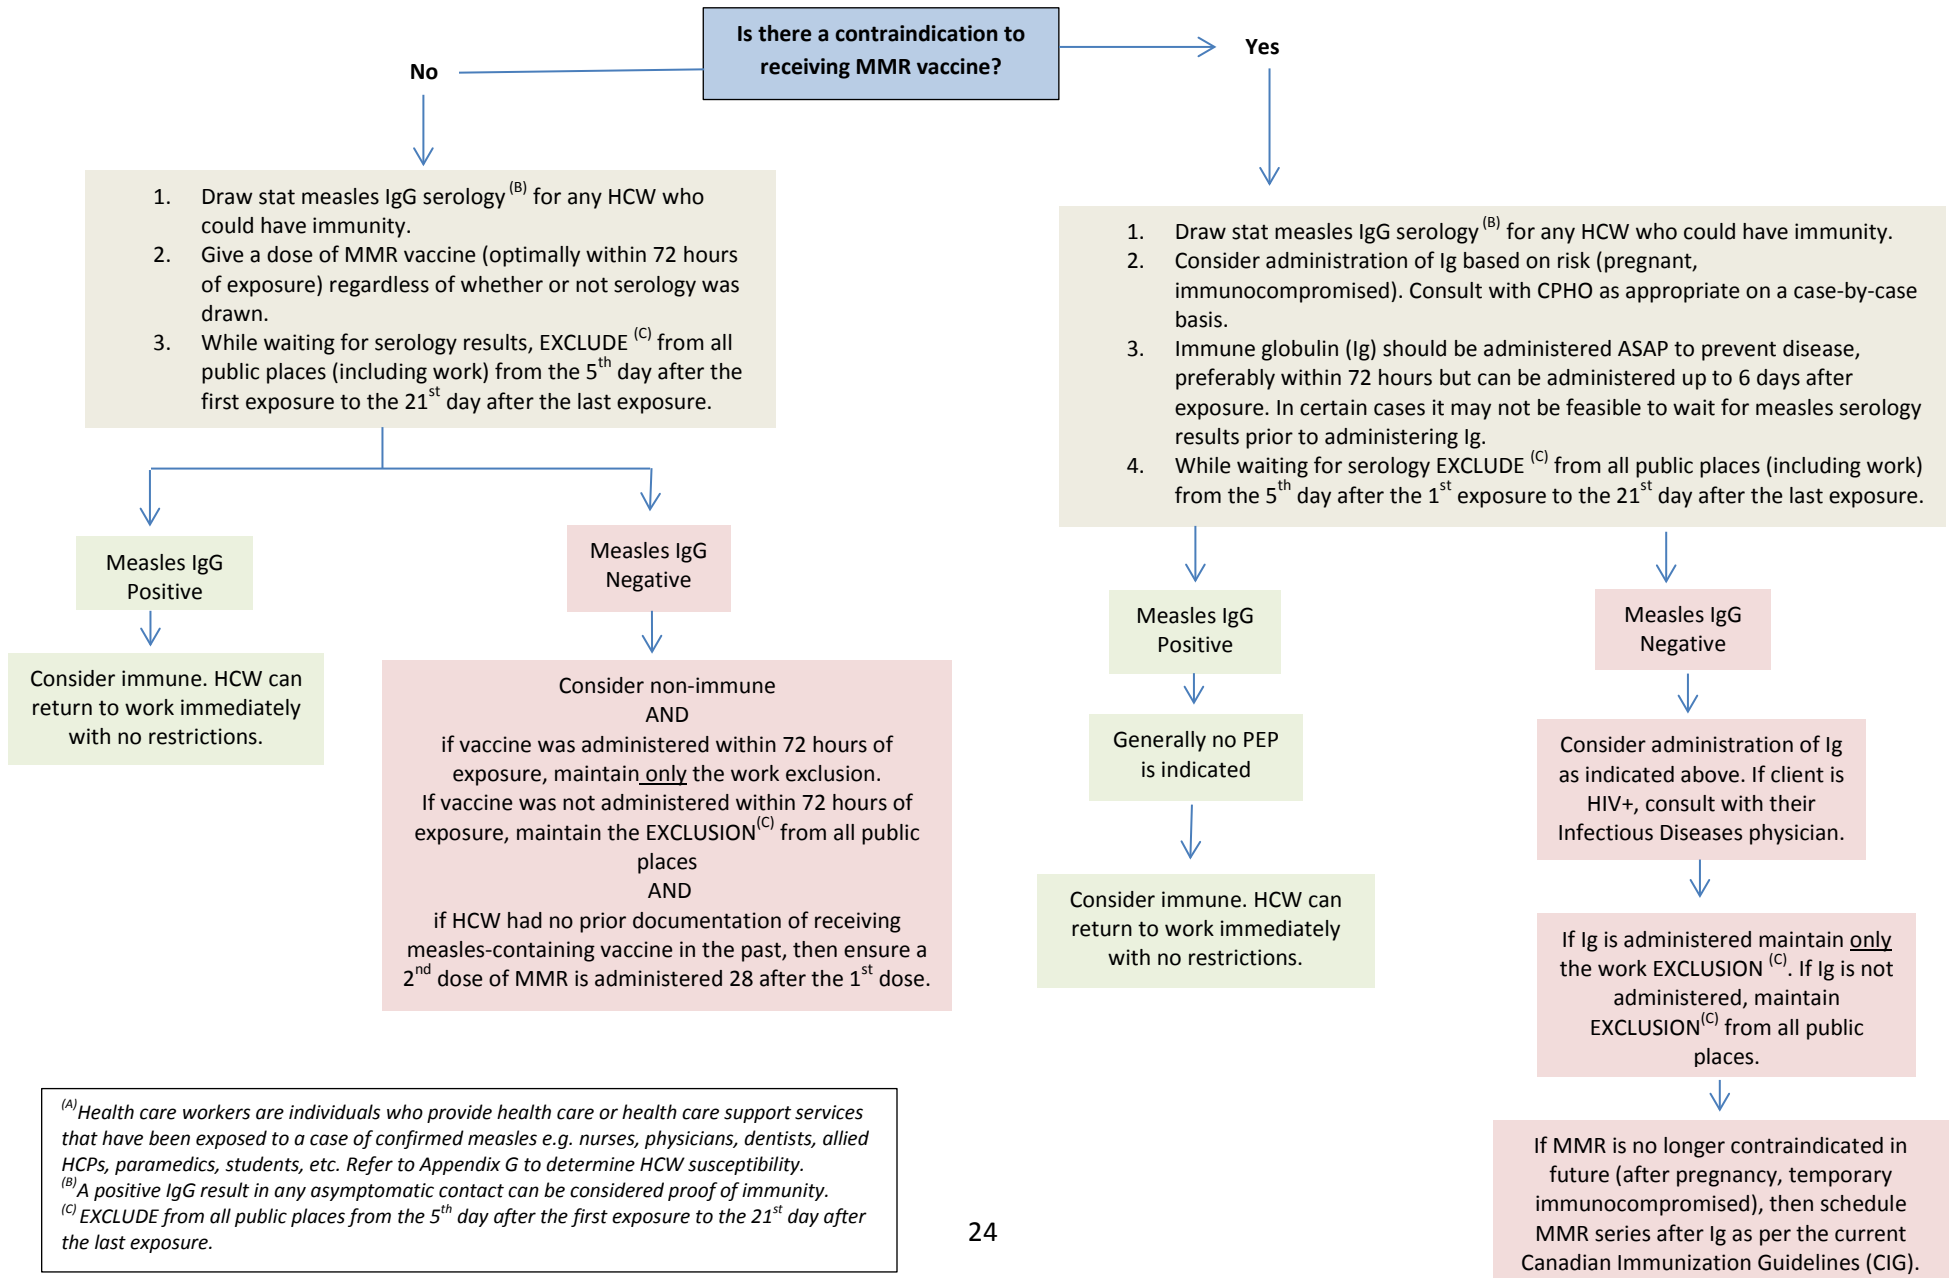 Is there a contraindication to
receiving MMR vaccine?
No
Yes
1. Draw stat measles IgG serology (B) for any HCW who
could have immunity.
2. Give a dose of MMR vaccine (optimally within 72 hours
of exposure) regardless of whether or not serology was
drawn.
3. While waiting for serology results, EXCLUDE (C) from all
public places (including work) from the 5th day after the
first exposure to the 21st day after the last exposure.
1. Draw stat measles IgG serology (B) for any HCW who could have immunity.
2. Consider administration of Ig based on risk (pregnant,
immunocompromised). Consult with CPHO as appropriate on a case-by-case
basis.
3. Immune globulin (Ig) should be administered ASAP to prevent disease,
preferably within 72 hours but can be administered up to 6 days after
exposure. In certain cases it may not be feasible to wait for measles serology
results prior to administering Ig.
4. While waiting for serology EXCLUDE (C) from all public places (including work)
from the 5th day after the 1st exposure to the 21st day after the last exposure.
Measles IgG
Positive
Measles IgG
Negative
Consider immune. HCW can
return to work immediately
with no restrictions.
Consider non-immune
AND
if vaccine was administered within 72 hours of
exposure, maintain only the work exclusion.
If vaccine was not administered within 72 hours of
exposure, maintain the EXCLUSION(C) from all public
places
AND
if HCW had no prior documentation of receiving
measles-containing vaccine in the past, then ensure a
2nd dose of MMR is administered 28 after the 1st dose.
Measles IgG
Positive
Generally no PEP
is indicated
Consider immune. HCW can
return to work immediately
with no restrictions.
Measles IgG
Negative
Consider administration of Ig
as indicated above. If client is
HIV+, consult with their
Infectious Diseases physician.
If Ig is administered maintain only
the work EXCLUSION (C). If Ig is not
administered, maintain
EXCLUSION(C) from all public
places.
If MMR is no longer contraindicated in
future (after pregnancy, temporary
immunocompromised), then schedule
MMR series after Ig as per the current
Canadian Immunization Guidelines (CIG).
(A)Health care workers are individuals who provide health care or health care support services
that have been exposed to a case of confirmed measles e.g. nurses, physicians, dentists, allied
HCPs, paramedics, students, etc. Refer to Appendix G to determine HCW susceptibility.
(B)A positive IgG result in any asymptomatic contact can be considered proof of immunity.
(C) EXCLUDE from all public places from the 5th day after the first exposure to the 21st day after
the last exposure.
24